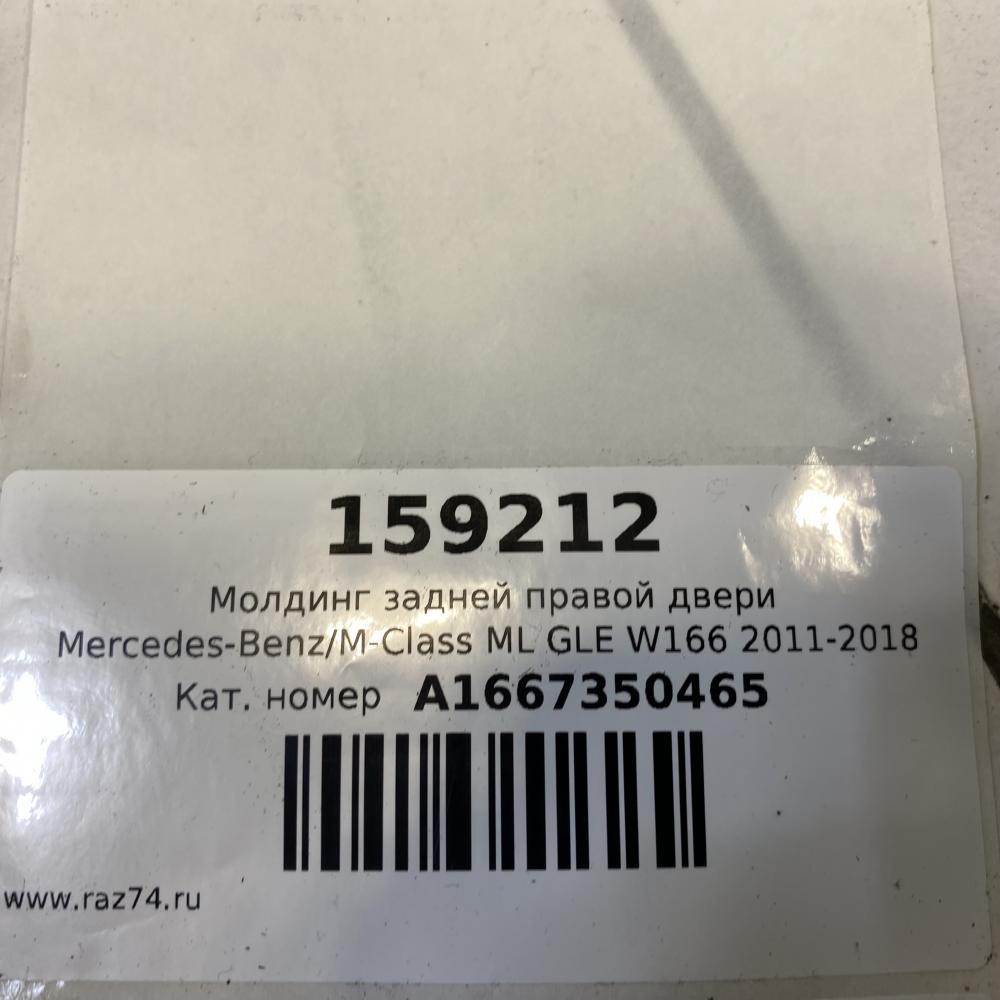 159212
Молдинг задней правой двери
Mercedes-Benz/M-Class ML GLE W166 2011-2018
Кат. номер A1667350465
www.raz74.ru